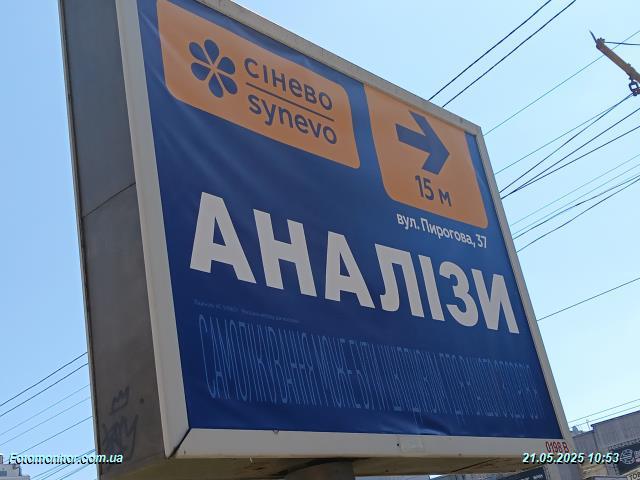 сінево
synevo
15 м
вул. Пирогова, 37
АНАЛІЗИ
САМОЛІКУВАННЯ МОЖЕ БУТИ ШКІДЛИВИМ ДЛЯ ВАШОГО ЗДОРОВ'Я
0196B
Fotomonitor.com.ua
21.05.2025 10:53